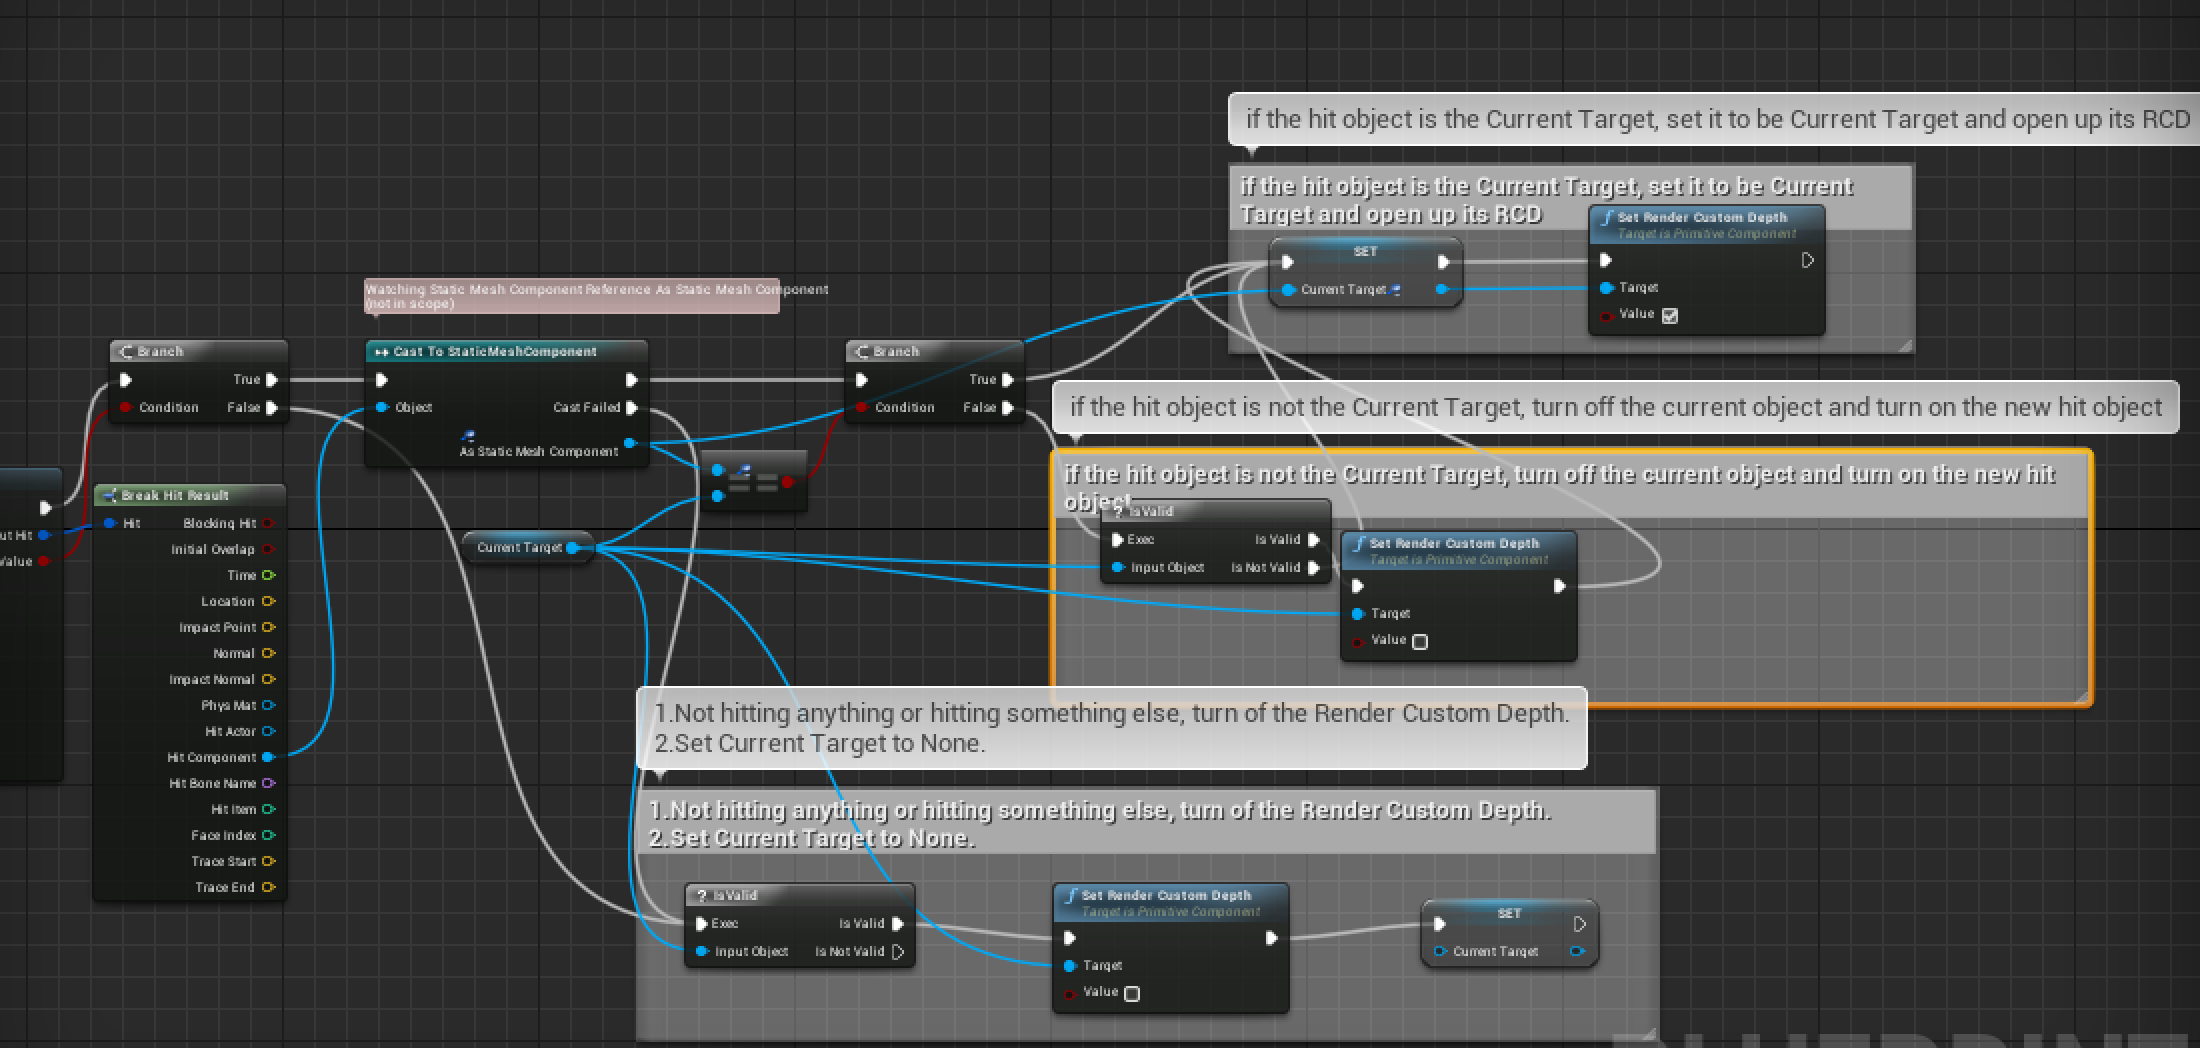 if the hit object is the Current Target, set it to be Current Target and open up its RCD
if the hit object is the Current Target, set it to be Current
Target and open up its RCD
Set Render Custom Depth
Target is Primitive Component
SET
Current Target
Target
Value
Watching Static Mesh Component Reference As Static Mesh Component
(not in scope)
Branch
True
Condition
False
Cast To StaticMeshComponent
Object
Cast Failed
As Static Mesh Component
Branch
True
Condition
False
==
if the hit object is not the Current Target, turn off the current object and turn on the new hit object
if the hit object is not the Current Target, turn off the current object and turn on the new hit
object
? IsValid
Exec
Is Valid
Input Object
Is Not Valid
Set Render Custom Depth
Target is Primitive Component
Target
Value
ut Hit
Value
Break Hit Result
Hit
Blocking Hit
Initial Overlap
Time
Location
Impact Point
Normal
Impact Normal
Phys Mat
Hit Actor
Hit Component
Hit Bone Name
Hit Item
Face Index
Trace Start
Trace End
Current Target
1.Not hitting anything or hitting something else, turn of the Render Custom Depth.
2.Set Current Target to None.
1.Not hitting anything or hitting something else, turn of the Render Custom Depth.
2.Set Current Target to None.
? IsValid
Exec
Is Valid
Input Object
Is Not Valid
Set Render Custom Depth
Target is Primitive Component
Target
Value
SET
Current Target